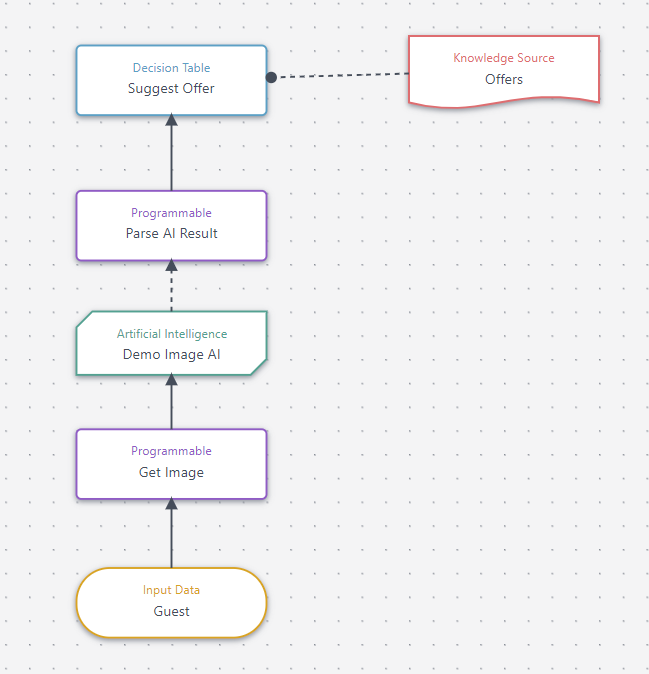 Decision Table
Suggest Offer
Knowledge Source
Offers
Programmable
Parse AI Result
Artificial Intelligence
Demo Image AI
Programmable
Get Image
Input Data
Guest